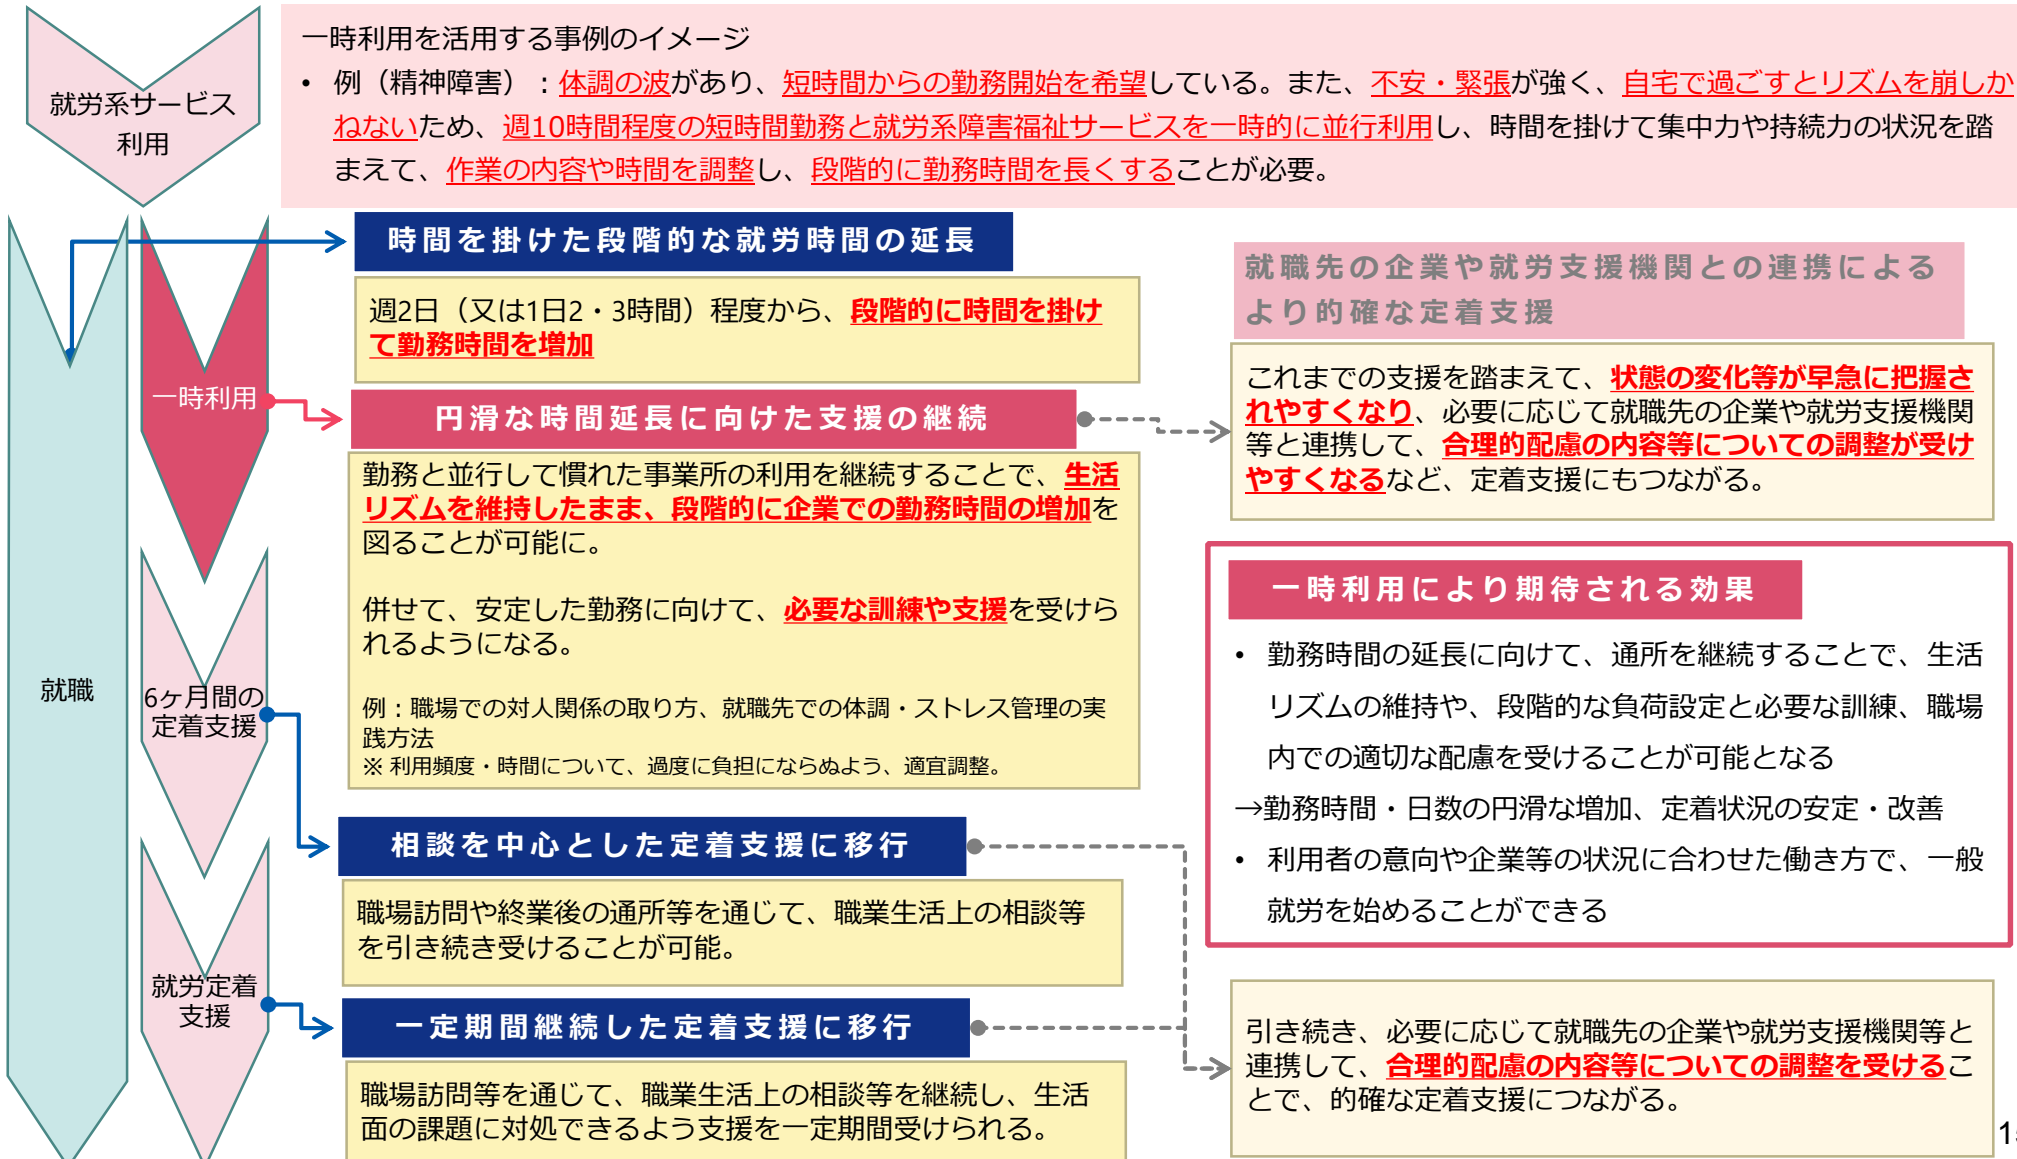 一時利用を活用する事例のイメージ
• 例（精神障害）：体調の波があり、短時間からの勤務開始を希望している。また、不安・緊張が強く、自宅で過ごすとリズムを崩しか
ねないため、週10時間程度の短時間勤務と就労系障害福祉サービスを一時的に並行利用し、時間を掛けて集中力や持続力の状況を踏
まえて、作業の内容や時間を調整し、段階的に勤務時間を長くすることが必要。
就労系サービス
利用
就職
一時利用
6ヶ月間の
定着支援
就労定着
支援
時間を掛けた段階的な就労時間の延長
週2日（又は1日2・3時間）程度から、段階的に時間を掛け
て勤務時間を増加
円滑な時間延長に向けた支援の継続
勤務と並行して慣れた事業所の利用を継続することで、生活
リズムを維持したまま、段階的に企業での勤務時間の増加を
図ることが可能に。
併せて、安定した勤務に向けて、必要な訓練や支援を受けら
れるようになる。
例：職場での対人関係の取り方、就職先での体調・ストレス管理の実
践方法
※ 利用頻度・時間について、過度に負担にならぬよう、適宜調整。
相談を中心とした定着支援に移行
職場訪問や終業後の通所等を通じて、職業生活上の相談等
を引き続き受けることが可能。
一定期間継続した定着支援に移行
職場訪問等を通じて、職業生活上の相談等を継続し、生活
面の課題に対処できるよう支援を一定期間受けられる。
就職先の企業や就労支援機関との連携による
より的確な定着支援
これまでの支援を踏まえて、状態の変化等が早急に把握さ
れやすくなり、必要に応じて就職先の企業や就労支援機関
等と連携して、合理的配慮の内容等についての調整が受け
やすくなるなど、定着支援にもつながる。
一時利用により期待される効果
• 勤務時間の延長に向けて、通所を継続することで、生活
リズムの維持や、段階的な負荷設定と必要な訓練、職場
内での適切な配慮を受けることが可能となる
→勤務時間・日数の円滑な増加、定着状況の安定・改善
• 利用者の意向や企業等の状況に合わせた働き方で、一般
就労を始めることができる
引き続き、必要に応じて就職先の企業や就労支援機関等と
連携して、合理的配慮の内容等についての調整を受けるこ
とで、的確な定着支援につながる。